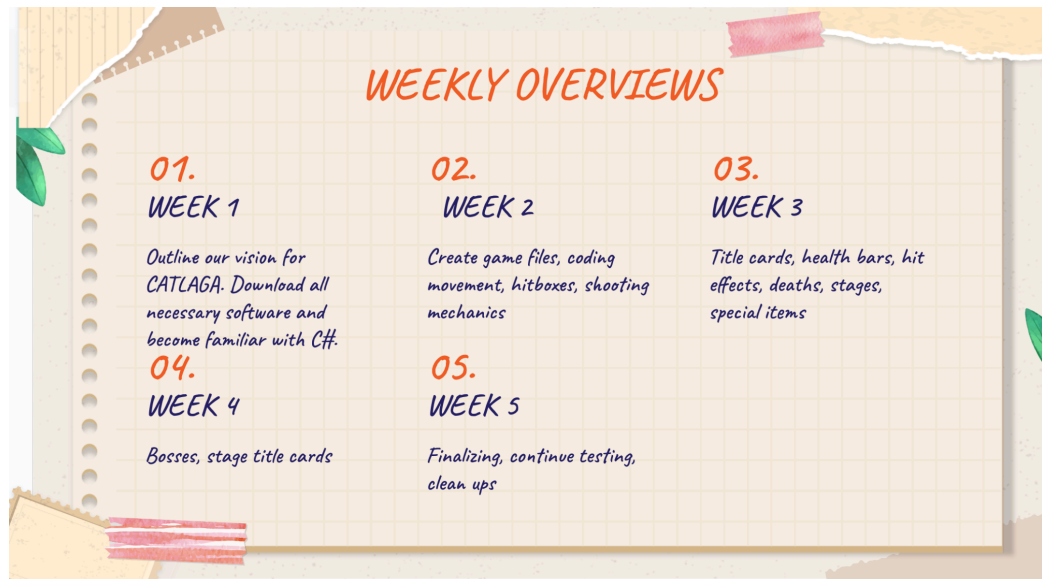 WEEKLY OVERVIEWS
01.
WEEK 1
Outline our vision for
CATLAGA. Download all
necessary software and
become familiar with C#.
02.
WEEK 2
Create game files, coding
movement, hitboxes, shooting
mechanics
03.
WEEK 3
Title cards, health bars, hit
effects, deaths, stages,
special items
04.
WEEK 4
Bosses, stage title cards
05.
WEEK 5
Finalizing, continue testing,
clean ups